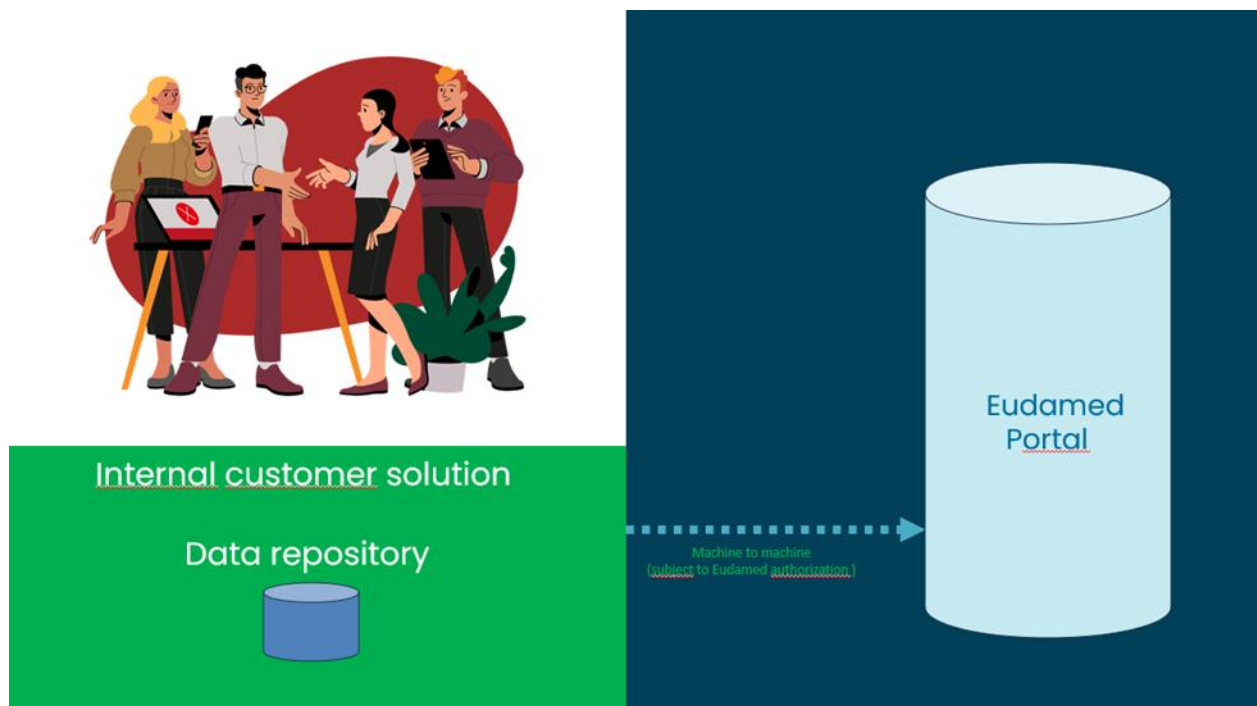 Internal customer solution
Data repository
Eudamed
Portal
Machine to machine
(subject to Eudamed authorization )